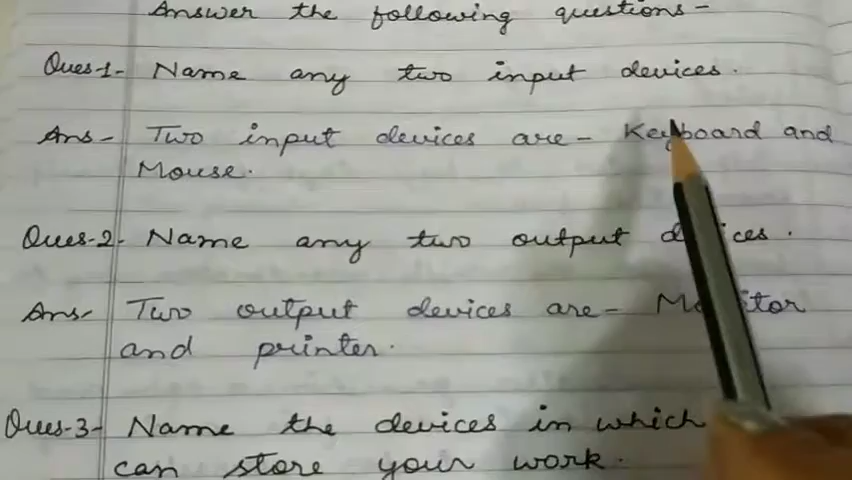 Answer the following questions-
Ques-1- Name any two input devices.
Ans- Two input devices are- Keyboard and
Mouse.
Ques-2- Name any two output devices.
Ans- Two output devices are- Monitor
and printer.
Ques-3- Name the devices in which
can store your work.